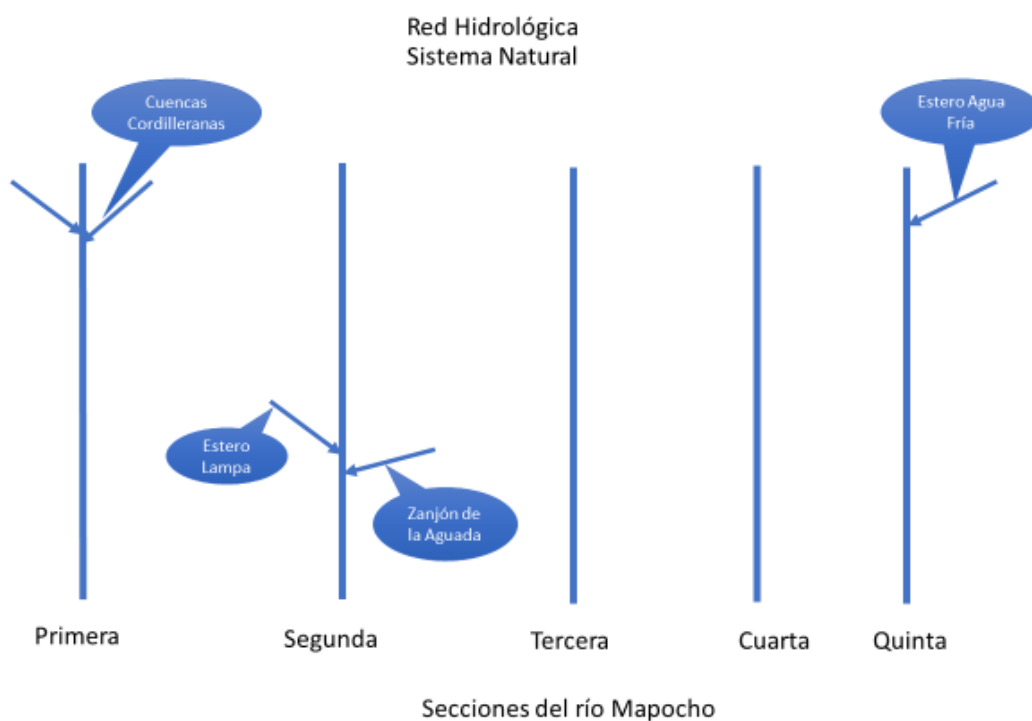 Red Hidrológica
Sistema Natural
Cuencas
Cordilleranas
Estero Agua
Fría
Estero
Lampa
Zanjón de
la Aguada
Primera
Segunda
Tercera
Cuarta
Quinta
Secciones del río Mapocho